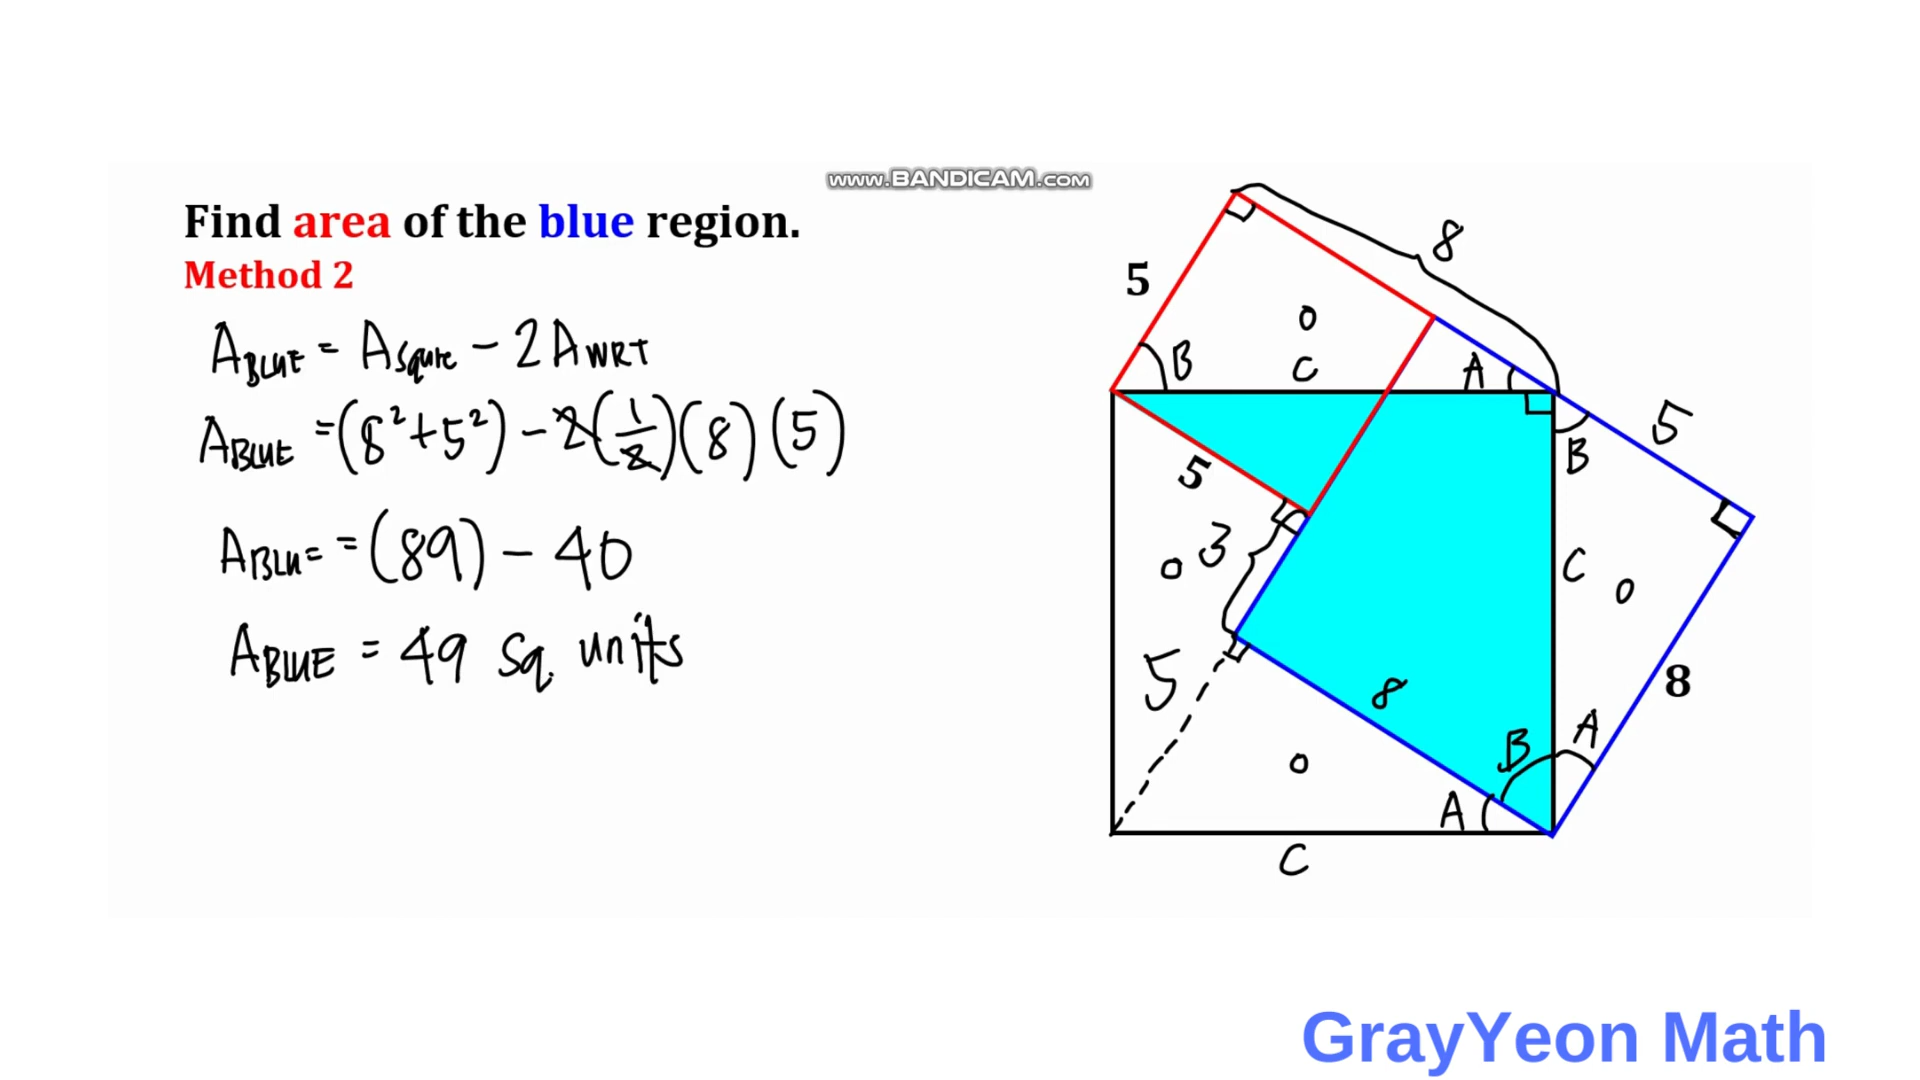 www.BANDICAM.com
Find area of the blue region.
Method 2
A_BLUE = A_Squre - 2A_WRT
A_BLUE = (8²+5²) - 2(1/2)(8)(5)
A_BLUE = (89) - 40
A_BLUE = 49 sq. units
8
5
B
o
C
A
5
5
B
3
o
C
o
5
8
8
B
A
o
A
C
GrayYeon Math